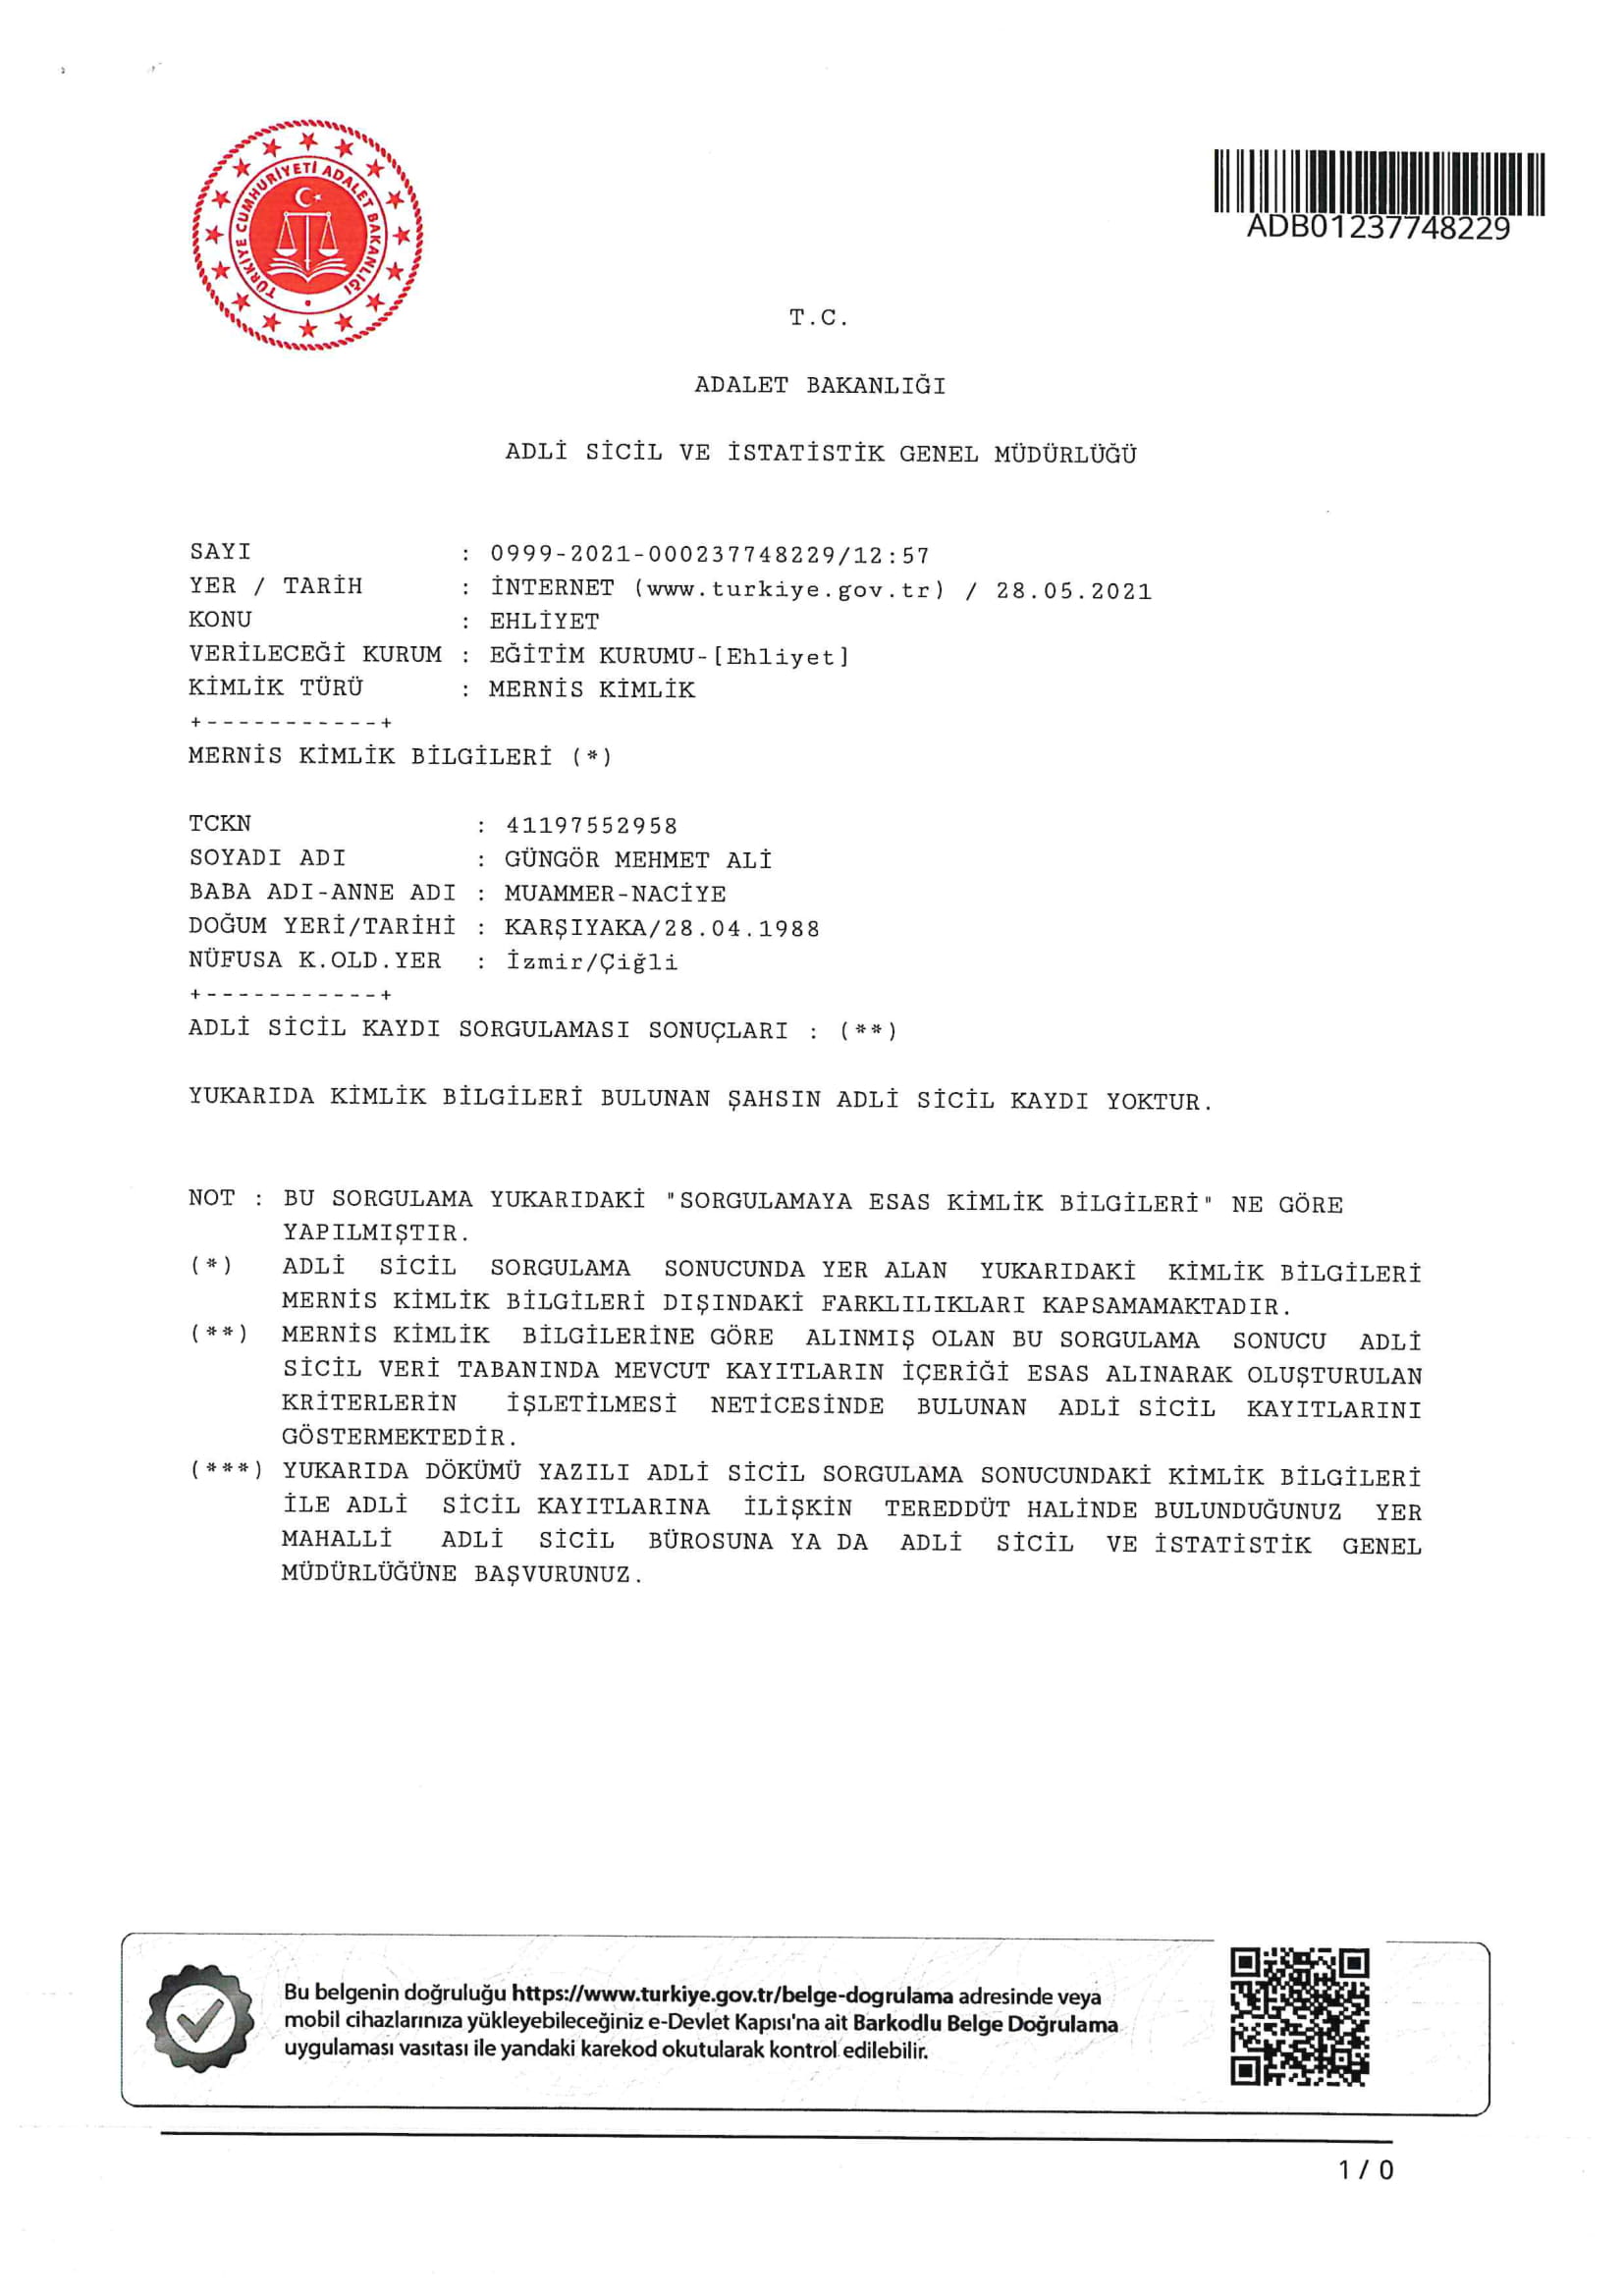 TÜRKİYE CUMHURİYETİ ADALET BAKANLIĞI
ADB01237748229
T.C.
ADALET BAKANLIĞI
ADLİ SİCİL VE İSTATİSTİK GENEL MÜDÜRLÜĞÜ
SAYI : 0999-2021-000237748229/12:57
YER / TARİH : İNTERNET (www.turkiye.gov.tr) / 28.05.2021
KONU : EHLİYET
VERİLECEĞİ KURUM : EĞİTİM KURUMU-[Ehliyet]
KİMLİK TÜRÜ : MERNİS KİMLİK
+-----------+
MERNİS KİMLİK BİLGİLERİ (*)
TCKN : 41197552958
SOYADI ADI : GÜNGÖR MEHMET ALİ
BABA ADI-ANNE ADI : MUAMMER-NACİYE
DOĞUM YERİ/TARİHİ : KARŞIYAKA/28.04.1988
NÜFUSA K.OLD.YER : İzmir/Çiğli
+-----------+
ADLİ SİCİL KAYDI SORGULAMASI SONUÇLARI : (**)
YUKARIDA KİMLİK BİLGİLERİ BULUNAN ŞAHSIN ADLİ SİCİL KAYDI YOKTUR.
NOT : BU SORGULAMA YUKARIDAKİ "SORGULAMAYA ESAS KİMLİK BİLGİLERİ" NE GÖRE
YAPILMIŞTIR.
(*) ADLİ SİCİL SORGULAMA SONUCUNDA YER ALAN YUKARIDAKİ KİMLİK BİLGİLERİ
MERNİS KİMLİK BİLGİLERİ DIŞINDAKİ FARKLILIKLARI KAPSAMAMAKTADIR.
(**) MERNİS KİMLİK BİLGİLERİNE GÖRE ALINMIŞ OLAN BU SORGULAMA SONUCU ADLİ
SİCİL VERİ TABANINDA MEVCUT KAYITLARIN İÇERİĞİ ESAS ALINARAK OLUŞTURULAN
KRİTERLERİN İŞLETİLMESİ NETİCESİNDE BULUNAN ADLİ SİCİL KAYITLARINI
GÖSTERMEKTEDİR.
(***) YUKARIDA DÖKÜMÜ YAZILI ADLİ SİCİL SORGULAMA SONUCUNDAKİ KİMLİK BİLGİLERİ
İLE ADLİ SİCİL KAYITLARINA İLİŞKİN TEREDDÜT HALİNDE BULUNDUĞUNUZ YER
MAHALLİ ADLİ SİCİL BÜROSUNA YA DA ADLİ SİCİL VE İSTATİSTİK GENEL
MÜDÜRLÜĞÜNE BAŞVURUNUZ.
Bu belgenin doğruluğu https://www.turkiye.gov.tr/belge-dogrulama adresinde veya
mobil cihazlarınıza yükleyebileceğiniz e-Devlet Kapısı'na ait Barkodlu Belge Doğrulama
uygulaması vasıtası ile yandaki karekod okutularak kontrol edilebilir.
1 / 0